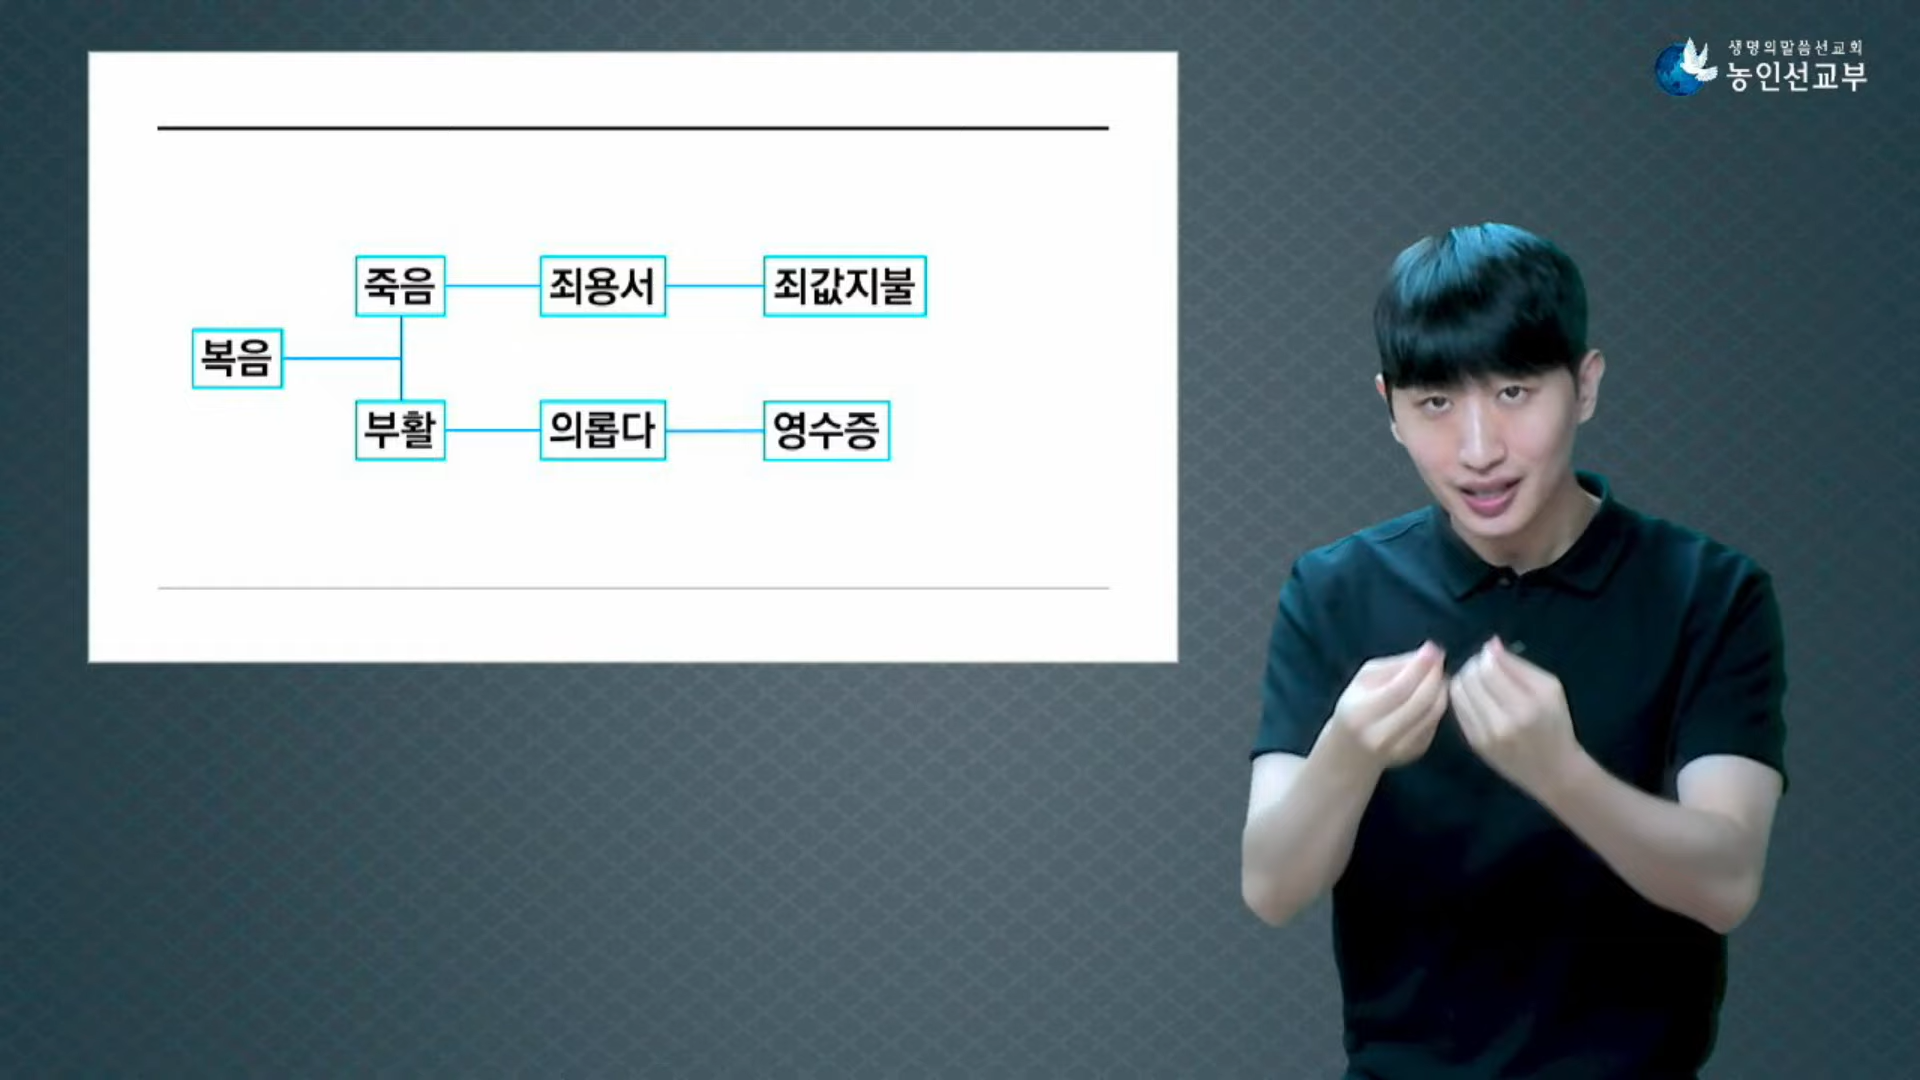 생명의말씀선교회
농인선교부
죽음
죄용서
죄값지불
복음
부활
의롭다
영수증